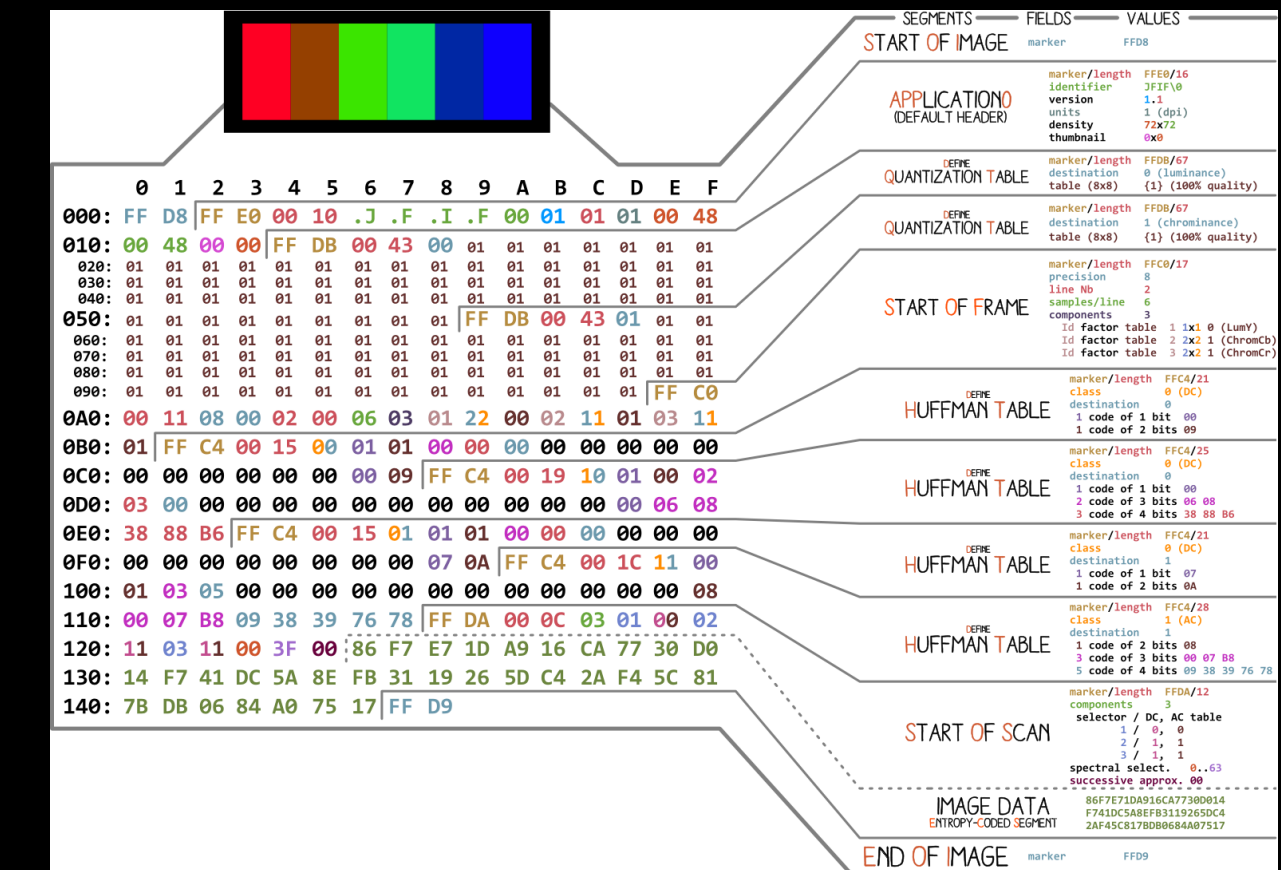 SEGMENTS FIELDS VALUES
START OF IMAGE marker FFD8
APPLICATION0
(DEFAULT HEADER)
marker/length FFE0/16
identifier JFIF\0
version 1.1
units 1 (dpi)
density 72x72
thumbnail 0x0
DEFINE
QUANTIZATION TABLE
marker/length FFDB/67
destination 0 (luminance)
table (8x8) {1} (100% quality)
DEFINE
QUANTIZATION TABLE
marker/length FFDB/67
destination 1 (chrominance)
table (8x8) {1} (100% quality)
START OF FRAME
marker/length FFC0/17
precision 8
line Nb 2
samples/line 6
components 3
Id factor table 1 1x1 0 (LumY)
Id factor table 2 2x2 1 (ChromCb)
Id factor table 3 2x2 1 (ChromCr)
DEFINE
HUFFMAN TABLE
marker/length FFC4/21
class 0 (DC)
destination 0
1 code of 1 bit 00
1 code of 2 bits 09
DEFINE
HUFFMAN TABLE
marker/length FFC4/25
class 0 (DC)
destination 0
1 code of 1 bit 00
2 code of 3 bits 06 08
3 code of 4 bits 38 88 B6
DEFINE
HUFFMAN TABLE
marker/length FFC4/21
class 0 (DC)
destination 1
1 code of 1 bit 07
1 code of 2 bits 0A
DEFINE
HUFFMAN TABLE
marker/length FFC4/28
class 1 (AC)
destination 1
1 code of 2 bits 08
3 code of 3 bits 00 07 B8
5 code of 4 bits 09 38 39 76 78
START OF SCAN
marker/length FFDA/12
components 3
selector / DC, AC table
1 / 0, 0
2 / 1, 1
3 / 1, 1
spectral select. 0..63
successive approx. 00
IMAGE DATA
ENTROPY-CODED SEGMENT
86F7E71DA916CA7730D014
F741DC5A8EFB3119265DC4
2AF45C817BDB0684A07517
END OF IMAGE marker FFD9
0 1 2 3 4 5 6 7 8 9 A B C D E F
000: FF D8 FF E0 00 10 .J .F .I .F 00 01 01 01 00 48
010: 00 48 00 00 FF DB 00 43 00 01 01 01 01 01 01 01
020: 01 01 01 01 01 01 01 01 01 01 01 01 01 01 01 01
030: 01 01 01 01 01 01 01 01 01 01 01 01 01 01 01 01
040: 01 01 01 01 01 01 01 01 01 01 01 01 01 01 01 01
050: 01 01 01 01 01 01 01 01 01 FF DB 00 43 01 01 01
060: 01 01 01 01 01 01 01 01 01 01 01 01 01 01 01 01
070: 01 01 01 01 01 01 01 01 01 01 01 01 01 01 01 01
080: 01 01 01 01 01 01 01 01 01 01 01 01 01 01 01 01
090: 01 01 01 01 01 01 01 01 01 01 01 01 01 01 FF C0
0A0: 00 11 08 00 02 00 06 03 01 22 00 02 11 01 03 11
0B0: 01 FF C4 00 15 00 01 01 00 00 00 00 00 00 00 00
0C0: 00 00 00 00 00 00 00 09 FF C4 00 19 10 01 00 02
0D0: 03 00 00 00 00 00 00 00 00 00 00 00 00 00 06 08
0E0: 38 88 B6 FF C4 00 15 01 01 01 00 00 00 00 00 00
0F0: 00 00 00 00 00 00 00 00 07 0A FF C4 00 1C 11 00
100: 01 03 05 00 00 00 00 00 00 00 00 00 00 00 00 08
110: 00 07 B8 09 38 39 76 78 FF DA 00 0C 03 01 00 02
120: 11 03 11 00 3F 00 86 F7 E7 1D A9 16 CA 77 30 D0
130: 14 F7 41 DC 5A 8E FB 31 19 26 5D C4 2A F4 5C 81
140: 7B DB 06 84 A0 75 17 FF D9